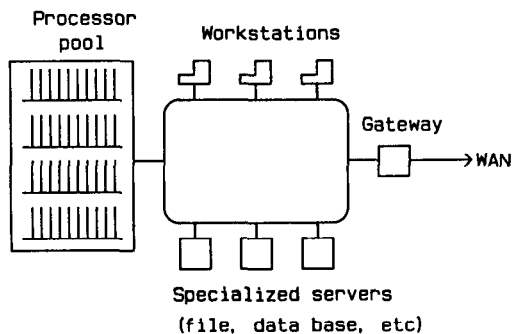 Processor
pool
Workstations
Gateway
WAN
Specialized servers
(file, data base, etc)